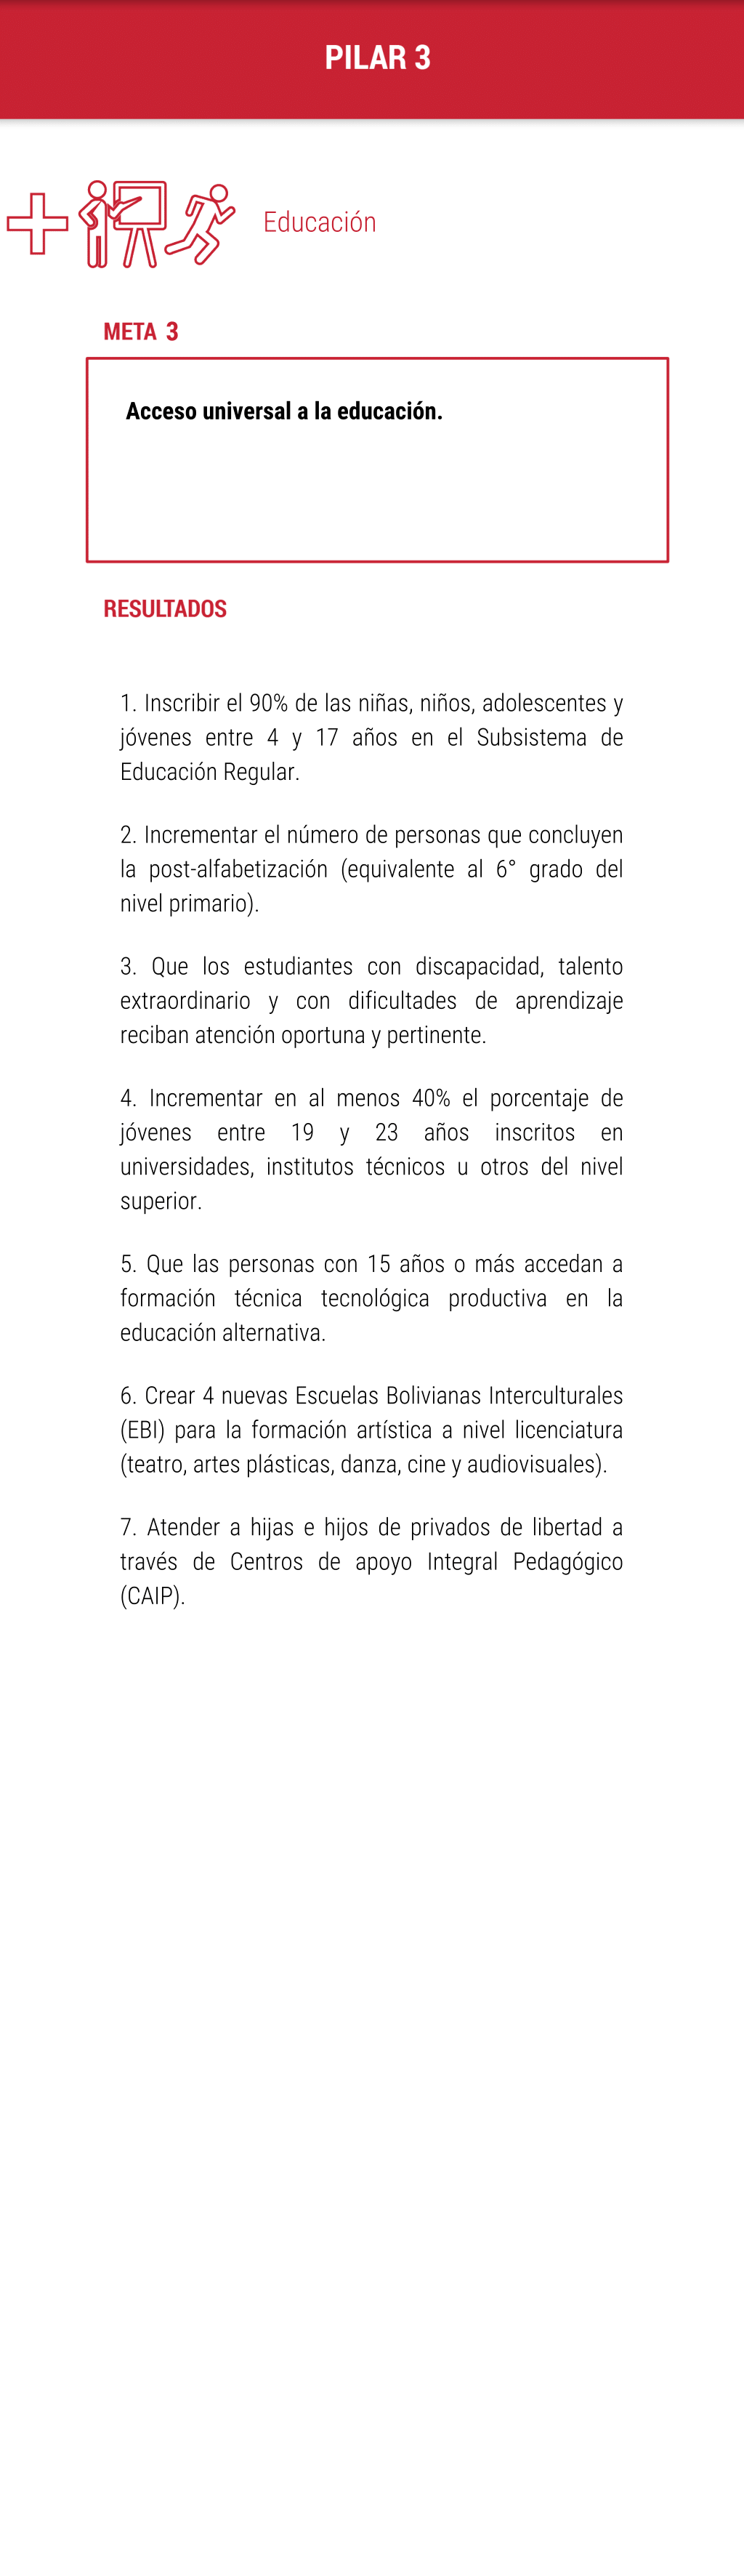 PILAR 3
Educación
META 3
Acceso universal a la educación.
RESULTADOS
1. Inscribir el 90% de las niñas, niños, adolescentes y
jóvenes entre 4 y 17 años en el Subsistema de
Educación Regular.
2. Incrementar el número de personas que concluyen
la post-alfabetización (equivalente al 6° grado del
nivel primario).
3. Que los estudiantes con discapacidad, talento
extraordinario y con dificultades de aprendizaje
reciban atención oportuna y pertinente.
4. Incrementar en al menos 40% el porcentaje de
jóvenes entre 19 y 23 años inscritos en
universidades, institutos técnicos u otros del nivel
superior.
5. Que las personas con 15 años o más accedan a
formación técnica tecnológica productiva en la
educación alternativa.
6. Crear 4 nuevas Escuelas Bolivianas Interculturales
(EBI) para la formación artística a nivel licenciatura
(teatro, artes plásticas, danza, cine y audiovisuales).
7. Atender a hijas e hijos de privados de libertad a
través de Centros de apoyo Integral Pedagógico
(CAIP).